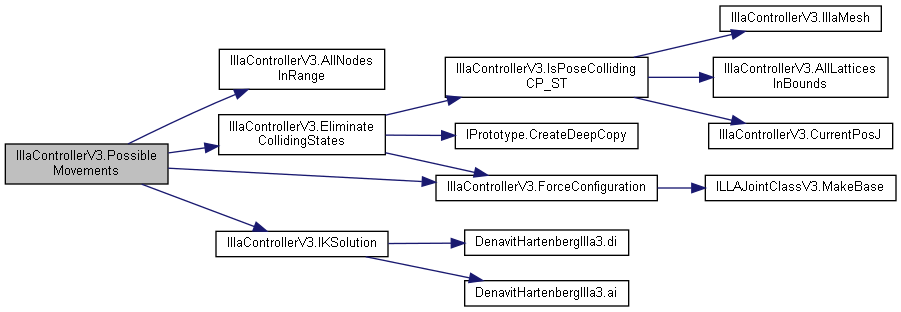 IllaControllerV3.Possible
Movements
IllaControllerV3.AllNodes
InRange
IllaControllerV3.Eliminate
CollidingStates
IllaControllerV3.IKSolution
IllaControllerV3.IsPoseColliding
CP_ST
IPrototype.CreateDeepCopy
IllaControllerV3.ForceConfiguration
DenavitHartenbergIlla3.di
DenavitHartenbergIlla3.ai
IllaControllerV3.IllaMesh
IllaControllerV3.AllLattices
InBounds
IllaControllerV3.CurrentPosJ
ILLAJointClassV3.MakeBase